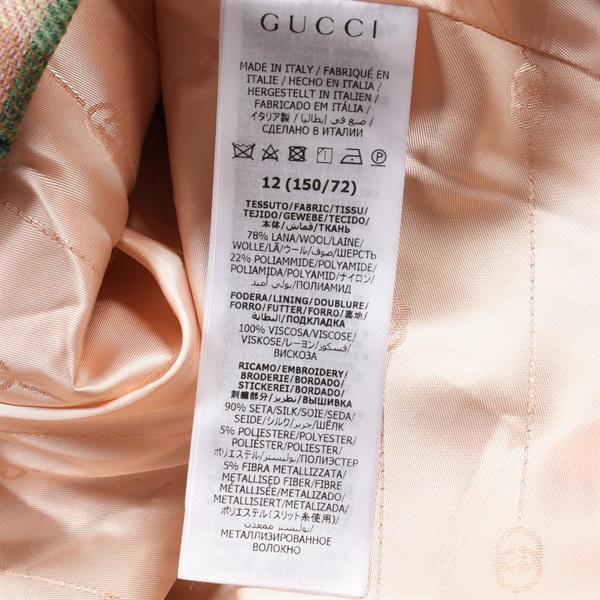 GUCCI
MADE IN ITALY / FABRIQUÉ EN
ITALIE / HECHO EN ITALIA/
HERGESTELLT IN ITALIEN/
FABRICADO EM ITÁLIA/
イタリア製 / صنع في إيطاليا /
СДЕЛАНО В ИТАЛИИ
12 (150/72)
TESSUTO/FABRIC/TISSU/
TEJIDO/GEWEBE/TECIDO/
本体/قماش/ТКАНЬ
78% LANA/WOOL/LAINE/
WOLLE/LÃ/ウール/صوف/ШЕРСТЬ
22% POLIAMMIDE/POLYAMIDE/
POLIAMIDA/POLYAMID/ナイロン/
بولي أميد/ПОЛИАМИД
FODERA/LINING/DOUBLURE/
FORRO/FUTTER/FORRO/裏地/
البطانة/ПОДКЛАДКА
100% VISCOSA/VISCOSE/
VISKOSE/レーヨン/فسكوز/
ВИСКОЗА
RICAMO/EMBROIDERY/
BRODERIE/BORDADO/
STICKEREI/BORDADO/
刺繍部分/تطريز/ВЫШИВКА
90% SETA/SILK/SOIE/SEDA/
SEIDE/シルク/حرير/ШЁЛК
5% POLIESTERE/POLYESTER/
POLYESTER/POLIÉSTER/
ポリエステル/بوليستر/ПОЛИЭСТЕР
5% FIBRA METALLIZZATA/
METALLISED FIBER/FIBRE
MÉTALLISÉE/METALIZADO/
METALLISIERT/METALIZADA/
ポリエステル(スリット糸使用)/
بوليستر ممعدن/
МЕТАЛЛИЗИРОВАННОЕ
ВОЛОКНО